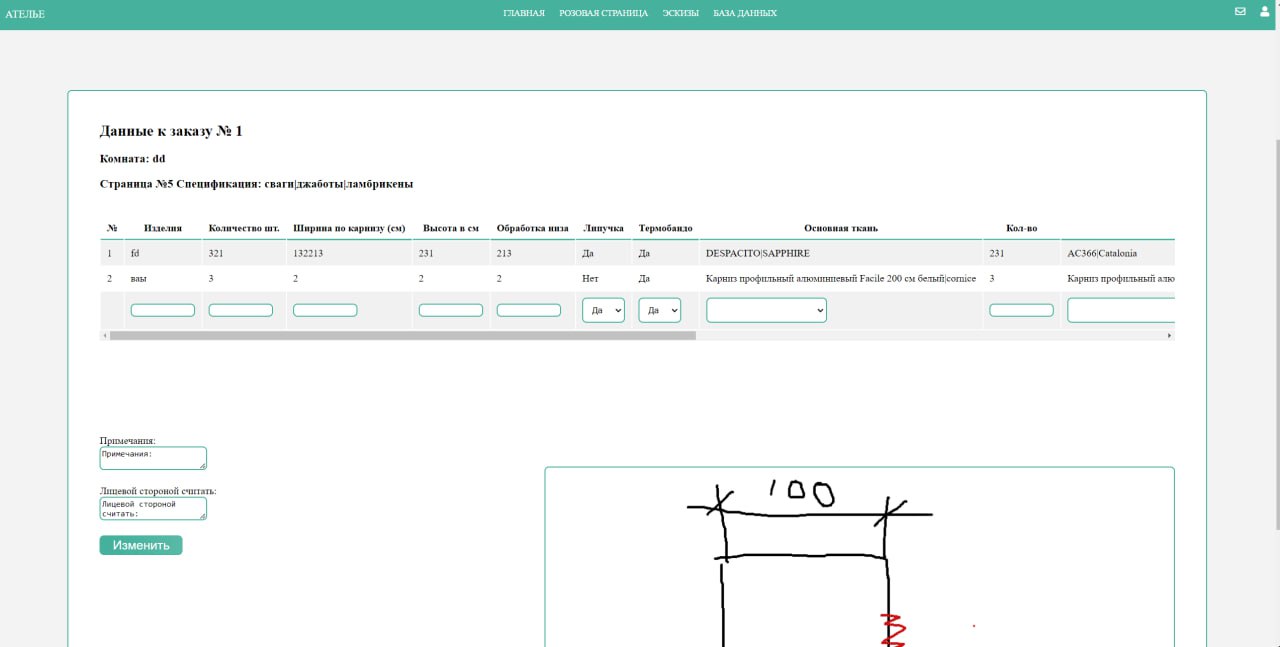 АТЕЛЬЕ ГЛАВНАЯ РОЗОВАЯ СТРАНИЦА ЭСКИЗЫ БАЗА ДАННЫХ
Данные к заказу № 1
Комната: dd
Страница №5 Спецификация: сваги|джаботы|ламбрикены
№ Изделия Количество шт. Ширина по карнизу (см) Высота в см Обработка низа Липучка Термобандо Основная ткань Кол-во
1 fd 321 132213 231 213 Да Да DESPACITO|SAPPHIRE 231 AC366|Catalonia
2 ваы 3 2 2 2 Нет Да Карниз профильный алюминиевый Facile 200 см белый|cornice 3 Карниз профильный алю
Да Да
Примечания:
Примечания:
Лицевой стороной считать:
Лицевой стороной
считать:
Изменить
100